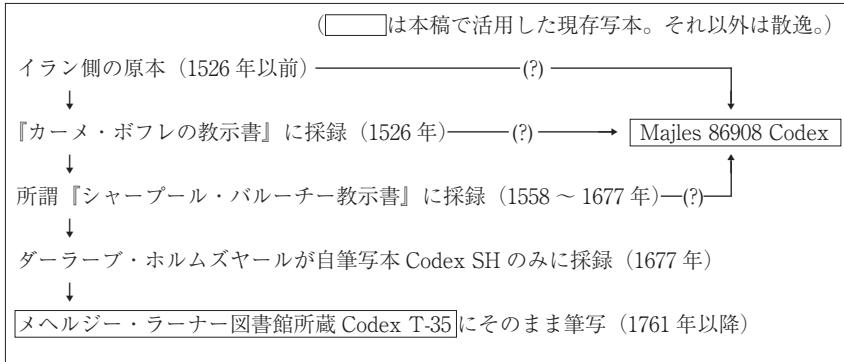 （　　　は本稿で活用した現存写本。それ以外は散逸。）
イラン側の原本（1526 年以前）(?)
↓
『カーメ・ボフレの教示書』に採録（1526 年）(?) → Majles 86908 Codex
↓
所謂『シャープール・バルーチー教示書』に採録（1558 ～ 1677 年）(?)
↓
ダーラーブ・ホルムズヤールが自筆写本 Codex SH のみに採録（1677 年）
↓
メヘルジー・ラーナー図書館所蔵 Codex T-35 にそのまま筆写（1761 年以降）